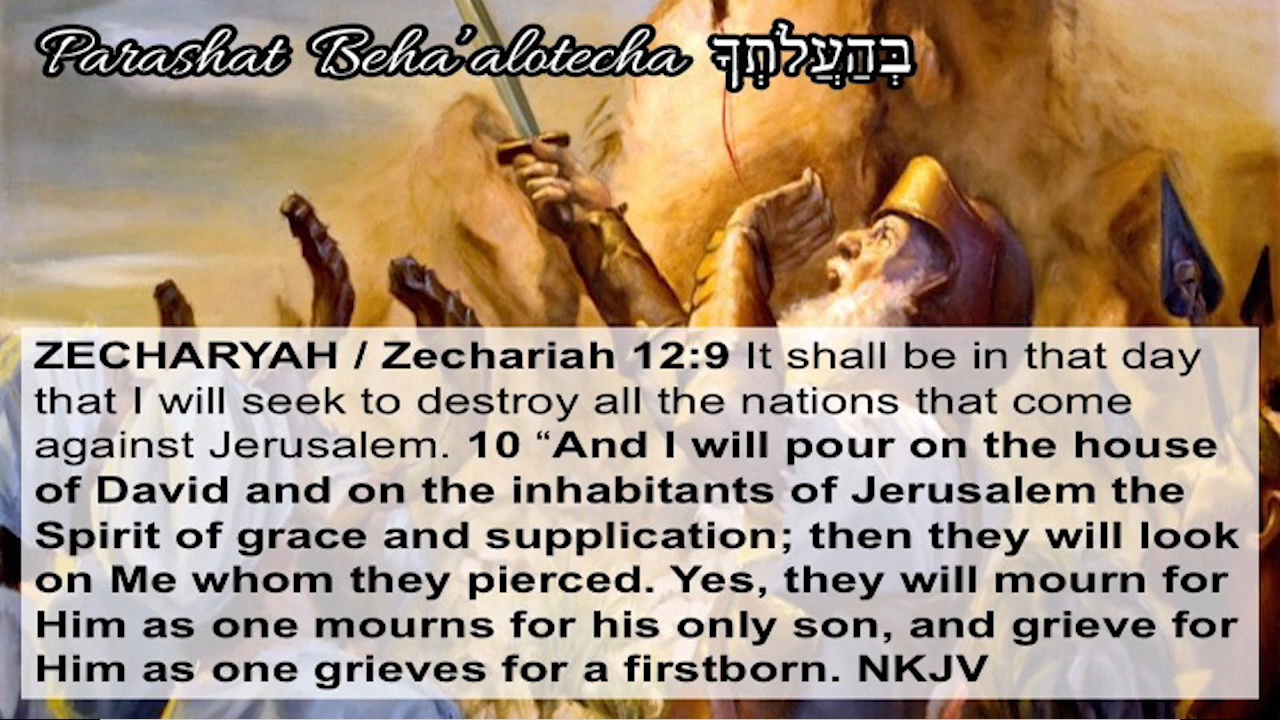 Parashat Beha'alotecha בְּהַעֲלֹתְךָ
ZECHARYAH / Zechariah 12:9 It shall be in that day
that I will seek to destroy all the nations that come
against Jerusalem. 10 “And I will pour on the house
of David and on the inhabitants of Jerusalem the
Spirit of grace and supplication; then they will look
on Me whom they pierced. Yes, they will mourn for
Him as one mourns for his only son, and grieve for
Him as one grieves for a firstborn. NKJV